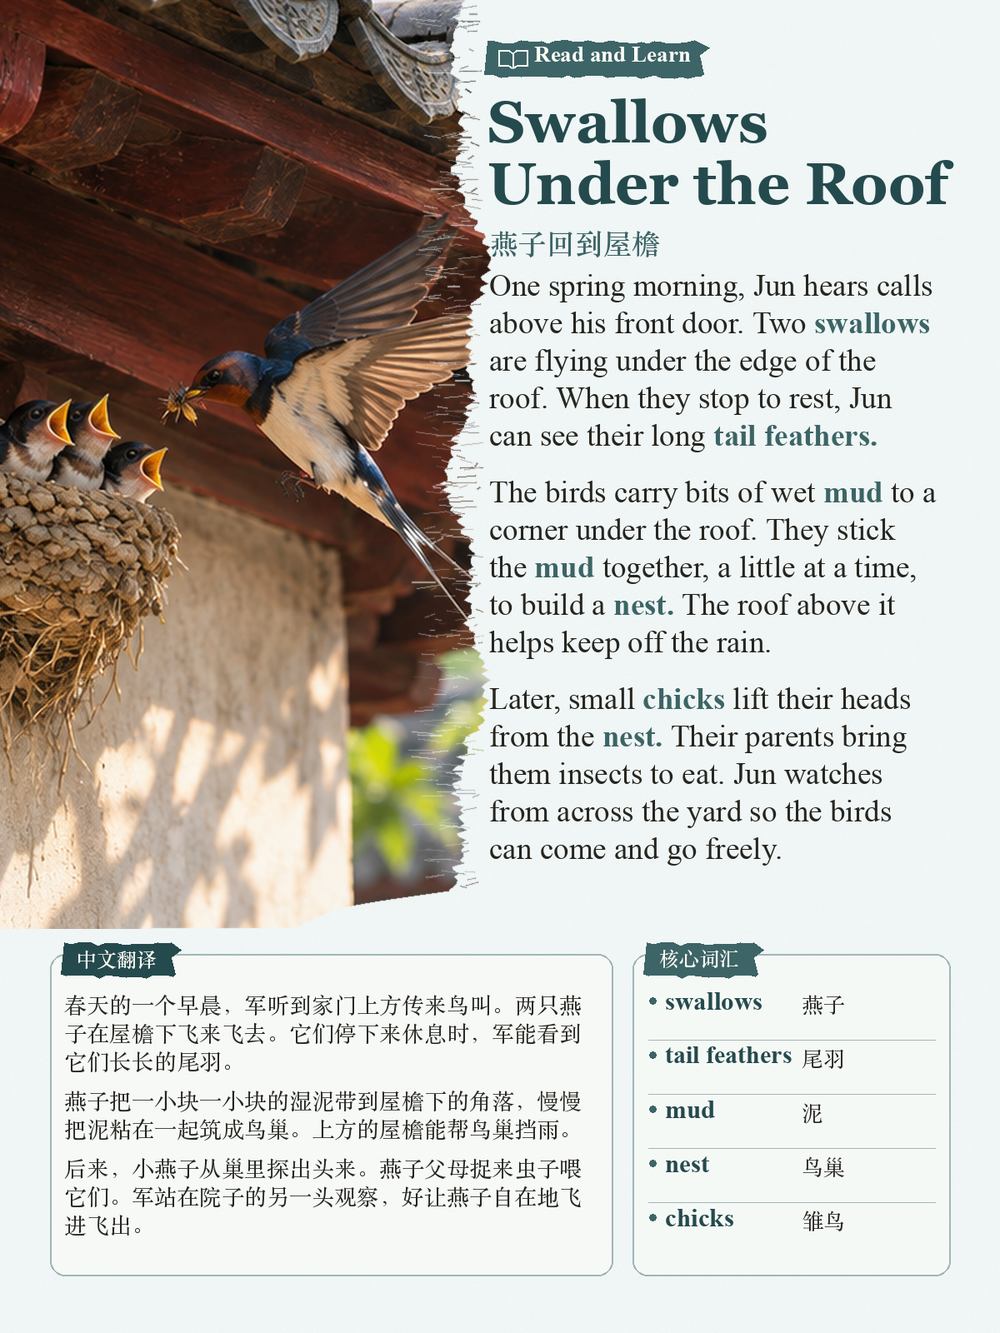 Read and Learn
Swallows
Under the Roof
燕子回到屋檐
One spring morning, Jun hears calls
above his front door. Two swallows
are flying under the edge of the
roof. When they stop to rest, Jun
can see their long tail feathers.
The birds carry bits of wet mud to a
corner under the roof. They stick
the mud together, a little at a time,
to build a nest. The roof above it
helps keep off the rain.
Later, small chicks lift their heads
from the nest. Their parents bring
them insects to eat. Jun watches
from across the yard so the birds
can come and go freely.
中文翻译
春天的一个早晨，军听到家门上方传来鸟叫。两只燕
子在屋檐下飞来飞去。它们停下来休息时，军能看到
它们长长的尾羽。
燕子把一小块一小块的湿泥带到屋檐下的角落，慢慢
把泥粘在一起筑成鸟巢。上方的屋檐能帮鸟巢挡雨。
后来，小燕子从巢里探出头来。燕子父母捉来虫子喂
它们。军站在院子的另一头观察，好让燕子自在地飞
进飞出。
核心词汇
• swallows 燕子
• tail feathers 尾羽
• mud 泥
• nest 鸟巢
• chicks 雏鸟